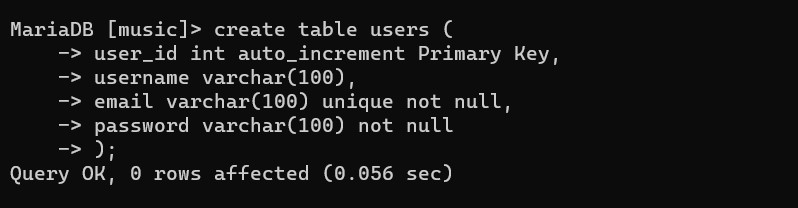 MariaDB [music]> create table users (
    -> user_id int auto_increment Primary Key,
    -> username varchar(100),
    -> email varchar(100) unique not null,
    -> password varchar(100) not null
    -> );
Query OK, 0 rows affected (0.056 sec)